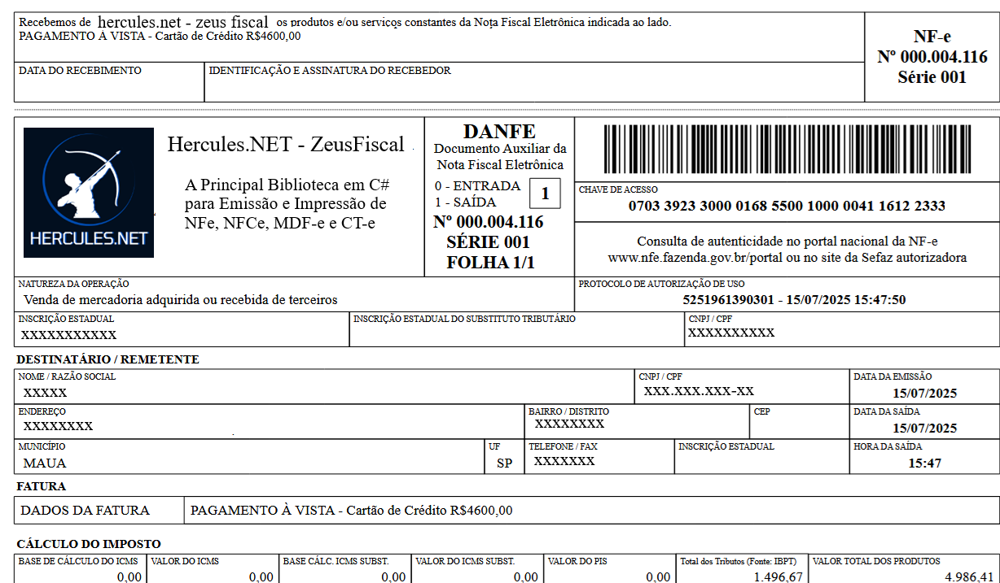 Recebemos de hercules.net - zeus fiscal os produtos e/ou serviços constantes da Nota Fiscal Eletrônica indicada ao lado.
PAGAMENTO À VISTA - Cartão de Crédito R$4600,00
NF-e
Nº 000.004.116
Série 001
DATA DO RECEBIMENTO
IDENTIFICAÇÃO E ASSINATURA DO RECEBEDOR
HERCULES.NET
Hercules.NET - ZeusFiscal
A Principal Biblioteca em C#
para Emissão e Impressão de
NFe, NFCe, MDF-e e CT-e
DANFE
Documento Auxiliar da
Nota Fiscal Eletrônica
0 - ENTRADA
1 - SAÍDA
1
Nº 000.004.116
SÉRIE 001
FOLHA 1/1
CHAVE DE ACESSO
0703 3923 3000 0168 5500 1000 0041 1612 2333
Consulta de autenticidade no portal nacional da NF-e
www.nfe.fazenda.gov.br/portal ou no site da Sefaz autorizadora
NATUREZA DA OPERAÇÃO
Venda de mercadoria adquirida ou recebida de terceiros
PROTOCOLO DE AUTORIZAÇÃO DE USO
5251961390301 - 15/07/2025 15:47:50
INSCRIÇÃO ESTADUAL
XXXXXXXXXXX
INSCRIÇÃO ESTADUAL DO SUBSTITUTO TRIBUTÁRIO
CNPJ / CPF
XXXXXXXXXX
DESTINATÁRIO / REMETENTE
NOME / RAZÃO SOCIAL
XXXXX
CNPJ / CPF
XXX.XXX.XXX-XX
DATA DA EMISSÃO
15/07/2025
ENDEREÇO
XXXXXXXX
BAIRRO / DISTRITO
XXXXXXXX
CEP
DATA DA SAÍDA
15/07/2025
MUNICÍPIO
MAUA
UF
SP
TELEFONE / FAX
XXXXXXX
INSCRIÇÃO ESTADUAL
HORA DA SAÍDA
15:47
FATURA
DADOS DA FATURA
PAGAMENTO À VISTA - Cartão de Crédito R$4600,00
CÁLCULO DO IMPOSTO
BASE DE CÁLCULO DO ICMS
0,00
VALOR DO ICMS
0,00
BASE CÁLC. ICMS SUBST.
0,00
VALOR DO ICMS SUBST.
0,00
VALOR DO PIS
0,00
Total dos Tributos (Fonte: IBPT)
1.496,67
VALOR TOTAL DOS PRODUTOS
4.986,41